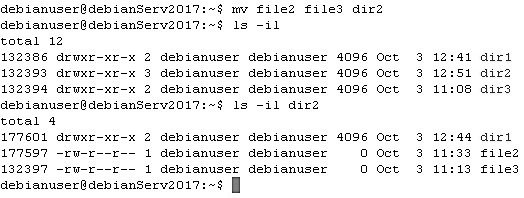 debianuser@debianServ2017:~$ mv file2 file3 dir2
debianuser@debianServ2017:~$ ls -il
total 12
132386 drwxr-xr-x 2 debianuser debianuser 4096 Oct  3 12:41 dir1
132393 drwxr-xr-x 3 debianuser debianuser 4096 Oct  3 12:51 dir2
132394 drwxr-xr-x 2 debianuser debianuser 4096 Oct  3 11:08 dir3
debianuser@debianServ2017:~$ ls -il dir2
total 4
177601 drwxr-xr-x 2 debianuser debianuser 4096 Oct  3 12:44 dir1
177597 -rw-r--r-- 1 debianuser debianuser    0 Oct  3 11:33 file2
132397 -rw-r--r-- 1 debianuser debianuser    0 Oct  3 11:13 file3
debianuser@debianServ2017:~$